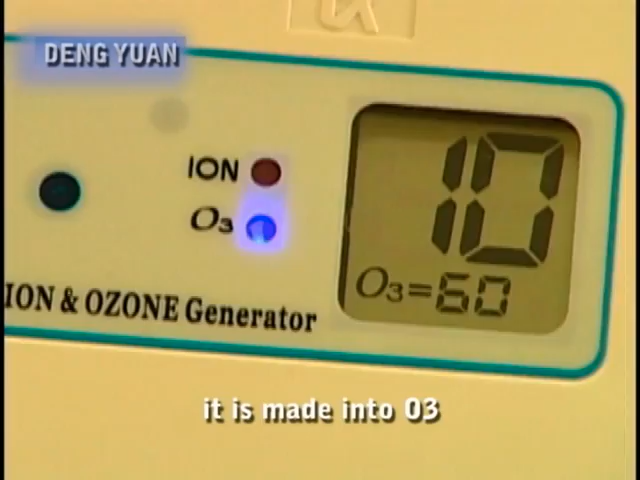 DENG YUAN
ION
O3
10
O3=60
ION & OZONE Generator
it is made into O3